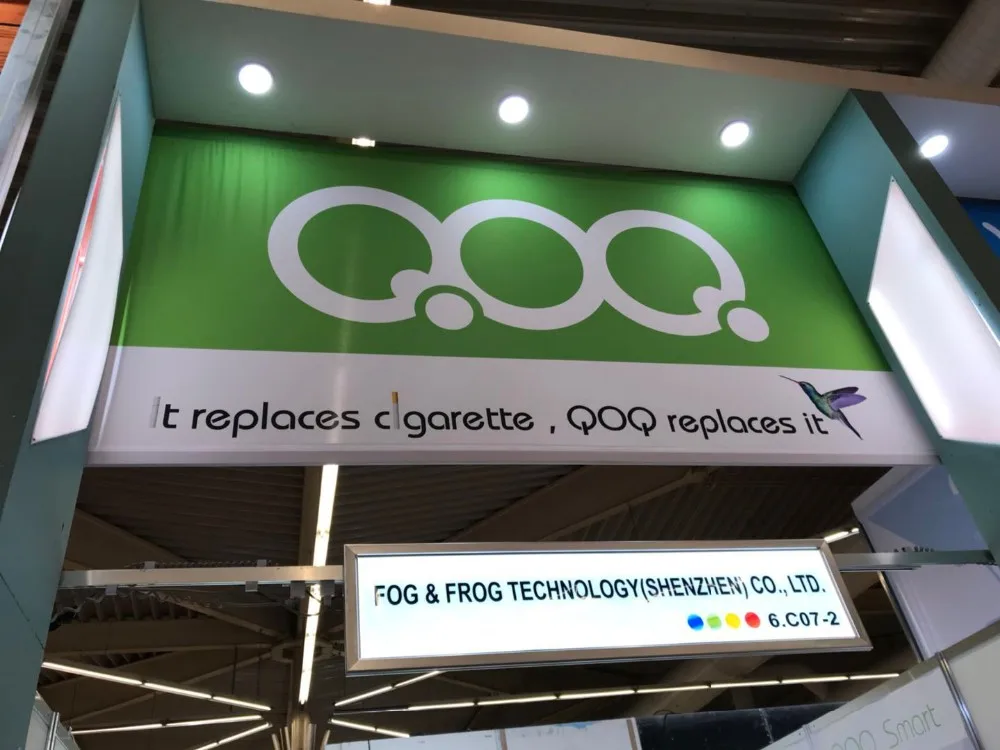 QOQ
It replaces cigarette , QOQ replaces it
FOG & FROG TECHNOLOGY(SHENZHEN) CO., LTD.
6.C07-2
QOQ Smart